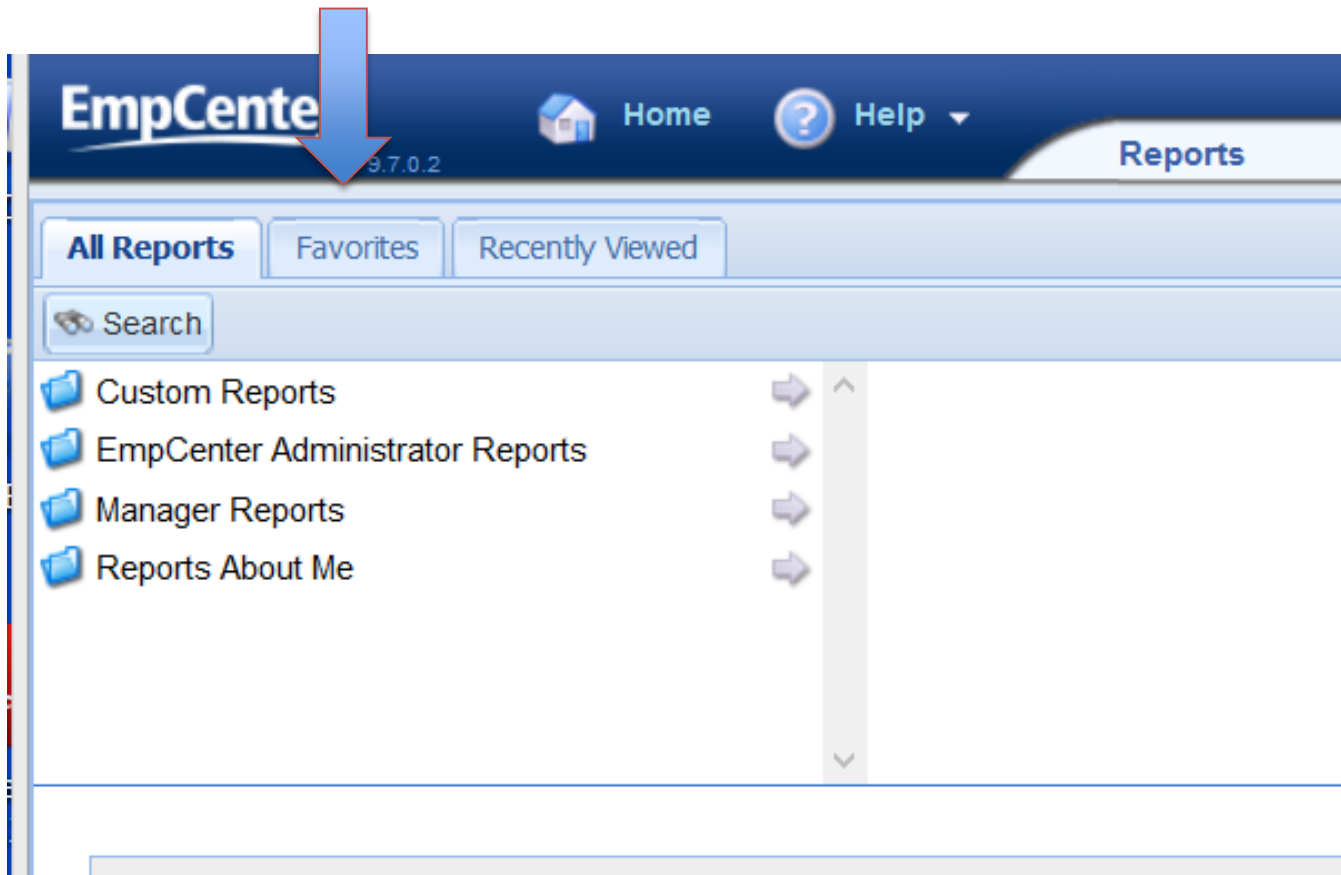 EmpCente
Home
Help
9.7.0.2
Reports
All Reports
Favorites
Recently Viewed
Search
Custom Reports
EmpCenter Administrator Reports
Manager Reports
Reports About Me